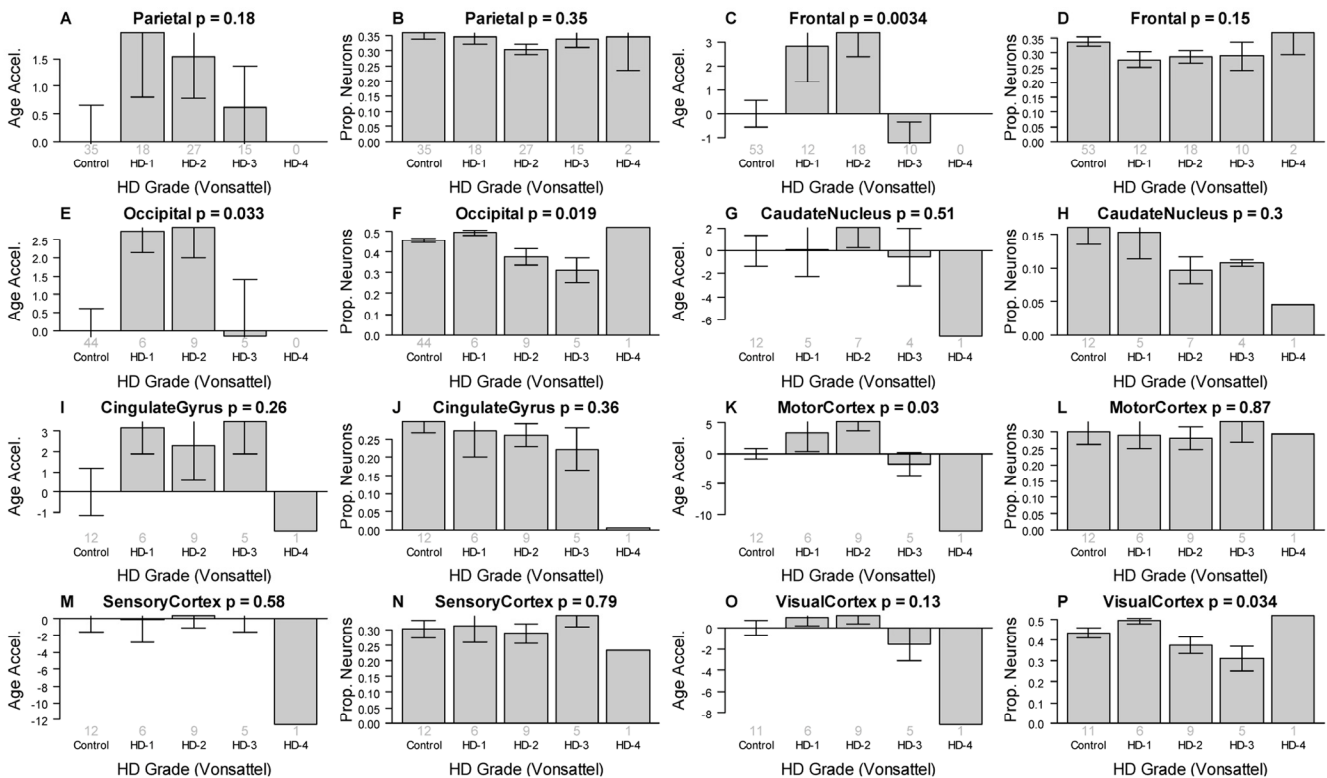 A Parietal p = 0.18
Age Accel.
1.5
0.5
0.0
35 18 27 15 0
Control HD-1 HD-2 HD-3 HD-4
HD Grade (Vonsattel)
B Parietal p = 0.35
Prop. Neurons
0.35
0.30
0.25
0.20
0.15
0.10
0.05
0.00
35 18 27 15 2
Control HD-1 HD-2 HD-3 HD-4
HD Grade (Vonsattel)
C Frontal p = 0.0034
Age Accel.
3
2
1
0
-1
53 12 18 10 0
Control HD-1 HD-2 HD-3 HD-4
HD Grade (Vonsattel)
D Frontal p = 0.15
Prop. Neurons
0.35
0.30
0.25
0.20
0.15
0.10
0.05
0.00
53 12 18 10 2
Control HD-1 HD-2 HD-3 HD-4
HD Grade (Vonsattel)
E Occipital p = 0.033
Age Accel.
2.5
2.0
1.5
1.0
0.5
0.0
44 6 9 5 0
Control HD-1 HD-2 HD-3 HD-4
HD Grade (Vonsattel)
F Occipital p = 0.019
Prop. Neurons
0.5
0.4
0.3
0.2
0.1
0.0
44 6 9 5 1
Control HD-1 HD-2 HD-3 HD-4
HD Grade (Vonsattel)
G CaudateNucleus p = 0.51
Age Accel.
2
0
-2
-4
-6
12 5 7 4 1
Control HD-1 HD-2 HD-3 HD-4
HD Grade (Vonsattel)
H CaudateNucleus p = 0.3
Prop. Neurons
0.15
0.10
0.05
0.00
12 5 7 4 1
Control HD-1 HD-2 HD-3 HD-4
HD Grade (Vonsattel)
I CingulateGyrus p = 0.26
Age Accel.
3
2
1
0
-1
12 6 9 5 1
Control HD-1 HD-2 HD-3 HD-4
HD Grade (Vonsattel)
J CingulateGyrus p = 0.36
Prop. Neurons
0.25
0.20
0.15
0.10
0.05
0.00
12 6 9 5 1
Control HD-1 HD-2 HD-3 HD-4
HD Grade (Vonsattel)
K MotorCortex p = 0.03
Age Accel.
5
0
-5
-10
12 6 9 5 1
Control HD-1 HD-2 HD-3 HD-4
HD Grade (Vonsattel)
L MotorCortex p = 0.87
Prop. Neurons
0.30
0.25
0.20
0.15
0.10
0.05
0.00
12 6 9 5 1
Control HD-1 HD-2 HD-3 HD-4
HD Grade (Vonsattel)
M SensoryCortex p = 0.58
Age Accel.
0
-2
-4
-6
-8
-10
-12
12 6 9 5 1
Control HD-1 HD-2 HD-3 HD-4
HD Grade (Vonsattel)
N SensoryCortex p = 0.79
Prop. Neurons
0.30
0.25
0.20
0.15
0.10
0.05
0.00
12 6 9 5 1
Control HD-1 HD-2 HD-3 HD-4
HD Grade (Vonsattel)
O VisualCortex p = 0.13
Age Accel.
0
-2
-4
-6
-8
11 6 9 5 1
Control HD-1 HD-2 HD-3 HD-4
HD Grade (Vonsattel)
P VisualCortex p = 0.034
Prop. Neurons
0.5
0.4
0.3
0.2
0.1
0.0
11 6 9 5 1
Control HD-1 HD-2 HD-3 HD-4
HD Grade (Vonsattel)